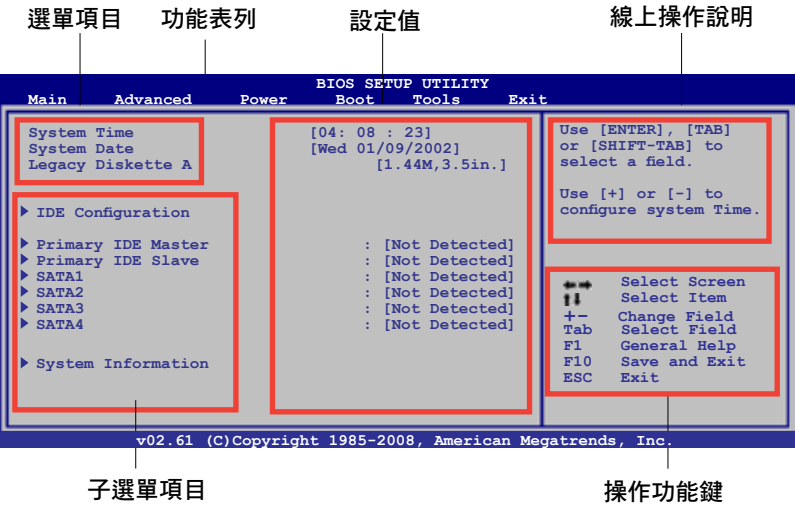 選單項目 功能表列 設定值 線上操作說明
BIOS SETUP UTILITY
Main Advanced Power Boot Tools Exit
System Time [04: 08 : 23]
System Date [Wed 01/09/2002]
Legacy Diskette A [1.44M,3.5in.]
IDE Configuration
Primary IDE Master : [Not Detected]
Primary IDE Slave : [Not Detected]
SATA1 : [Not Detected]
SATA2 : [Not Detected]
SATA3 : [Not Detected]
SATA4 : [Not Detected]
System Information
Use [ENTER], [TAB]
or [SHIFT-TAB] to
select a field.
Use [+] or [-] to
configure system Time.
Select Screen
Select Item
+- Change Field
Tab Select Field
F1 General Help
F10 Save and Exit
ESC Exit
v02.61 (C)Copyright 1985-2008, American Megatrends, Inc.
子選單項目 操作功能鍵